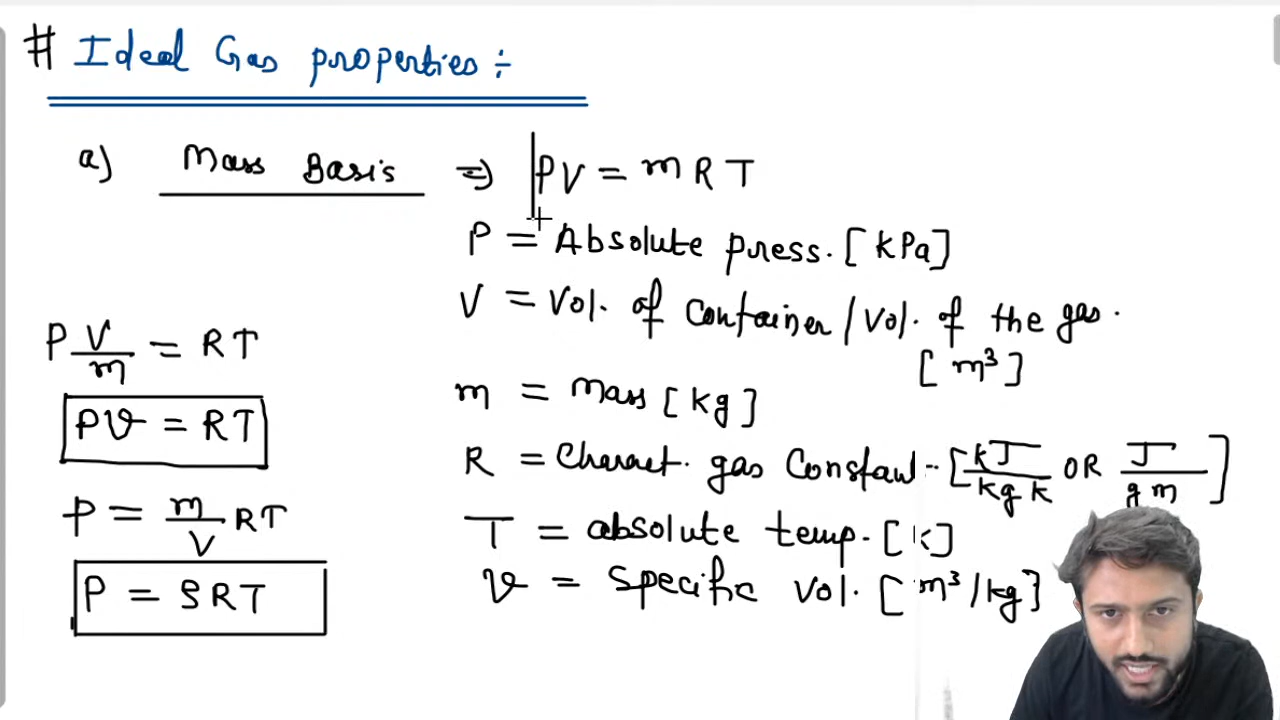 # Ideal Gas properties :-
a) Mass Basis ⇒ PV = mRT
P = Absolute press. [kPa]
V = Vol. of container / Vol. of the gas.
[m³]
m = mass [kg]
R = Charact. gas Constant - [kJ/kg k OR J/gm]
T = absolute temp. [k]
v = Specific vol. [m³/kg]
P V/m = RT
Pv = RT
P = m/V RT
P = ρRT